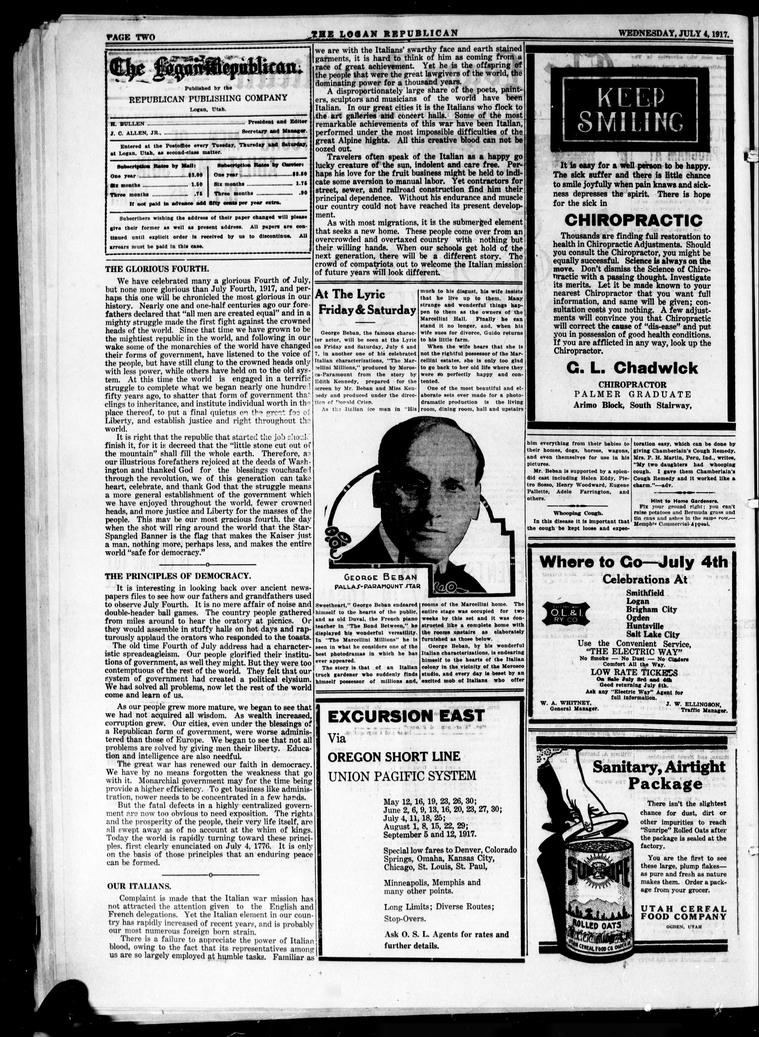 PAGE TWO
THE LOGAN REPUBLICAN
WEDNESDAY, JULY 4, 1917.
The Logan Republican.
Published by the
REPUBLICAN PUBLISHING COMPANY
Logan, Utah.
H. BULLEN President and Editor
J. C. ALLEN, JR., Secretary and Manager.
Entered at the Postoffice every Tuesday, Thursday and Saturday,
at Logan, Utah, as second-class matter.
Subscription Rates by Mail: Subscription Rates by Carrier:
One year $3.00 One year $3.50
Six months 1.50 Six months 1.75
Three months .75 Three months .90
If not paid in advance add fifty cents per year extra.
Subscribers wishing the address of their paper changed will please
give their former as well as present address. All papers are con-
tinued until explicit order is received by us to discontinue. All
arrears must be paid in this case.
THE GLORIOUS FOURTH.
We have celebrated many a glorious Fourth of July,
but none more glorious than July Fourth, 1917, and per-
haps this one will be chronicled the most glorious in our
history. Nearly one and one-half centuries ago our fore-
fathers declared that "all men are created equal" and in a
mighty struggle made the first fight against the crowned
heads of the world. Since that time we have grown to be
the mightiest republic in the world, and following in our
wake some of the monarchies of the world have changed
their forms of government, have listened to the voice of
the people, but have still clung to the crowned heads only
with less power, while others have held on to the old sys-
tem. At this time the world is engaged in a terrific
struggle to complete what we began nearly one hundred
fifty years ago, to shatter that form of government that
clings to inheritance, and institute individual worth in the
place thereof, to put a final quietus on the great foe of
Liberty, and establish justice and right throughout the
world.
It is right that the republic that started the job should
finish it, for it is decreed that the "little stone cut out of
the mountain" shall fill the whole earth. Therefore, as
our illustrious forefathers rejoiced at the deeds of Wash-
ington and thanked God for the blessings vouchsafed
through the revolution, we of this generation can take
heart, celebrate, and thank God that the struggle means
a more general establishment of the government which
we have enjoyed throughout the world, fewer crowned
heads, and more justice and Liberty for the masses of the
people. This may be our most gracious fourth, the day
when the shot will ring around the world that the Star-
Spangled Banner is the flag that makes the Kaiser just
a man, nothing more, perhaps less, and makes the entire
world "safe for democracy."
THE PRINCIPLES OF DEMOCRACY.
It is interesting in looking back over ancient news-
papers files to see how our fathers and grandfathers used
to observe July Fourth. It is no mere affair of noise and
double-header ball games. The country people gathered
from miles around to hear the oratory at picnics. Or
they would assemble in stuffy halls on hot days and rap-
turously applaud the orators who responded to the toasts.
The old time Fourth of July address had a character-
istic spreadeagleism. Our people glorified their institu-
tions of government, as well they might. But they were too
contemptuous of the rest of the world. They felt that our
system of government had created a political elysium.
We had solved all problems, now let the rest of the world
come and learn of us.
As our people grew more mature, we began to see that
we had not acquired all wisdom. As wealth increased,
corruption grew. Our cities, even under the blessings of
a Republican form of government, were worse adminis-
tered than those of Europe. We began to see that not all
problems are solved by giving men their liberty. Educa-
tion and intelligence are also needful.
The great war has renewed our faith in democracy.
We have by no means forgotten the weakness that go
with it. Monarchial government may for the time being
provide a higher efficiency. To get business like adminis-
tration, power needs to be concentrated in a few hands.
But the fatal defects in a highly centralized govern-
ment are now too obvious to need exposition. The rights
and the prosperity of the people, their very life itself, are
all swept away as of no account at the whim of kings.
Today the world is rapidly turning toward these princi-
ples, first clearly enunciated on July 4, 1776. It is only
on the basis of those principles that an enduring peace
can be formed.
OUR ITALIANS.
Complaint is made that the Italian war mission has
not attracted the attention given to the English and
French delegations. Yet the Italian element in our coun-
try has rapidly increased of recent years, and is probably
our most numerous foreign born strain.
There is a failure to appreciate the power of Italian
blood, owing to the fact that its representatives among
us are so largely employed at humble tasks. Familiar as
we are with the Italians' swarthy face and earth stained
garments, it is hard to think of him as coming from a
race of great achievement. Yet he is the offspring of
the people that were the great lawgivers of the world, the
dominating power for a thousand years.
A disproportionately large share of the poets, paint-
ers, sculptors and musicians of the world have been
Italian. In our great cities it is the Italians who flock to
the art galleries and concert halls. Some of the most
remarkable achievements of this war have been Italian,
performed under the most impossible difficulties of the
great Alpine hights. All this creative blood can not be
oozed out.
Travelers often speak of the Italian as a happy go
lucky creature of the sun, indolent and care free. Per-
haps his love for the fruit business might be held to indi-
cate some aversion to manual labor. Yet contractors for
street, sewer, and railroad construction find him their
principal dependence. Without his endurance and muscle
our country could not have reached its present develop-
ment.
As with most migrations, it is the submerged element
that seeks a new home. These people come over from an
overcrowded and overtaxed country with nothing but
their willing hands. When our schools get hold of the
next generation, there will be a different story. The
crowd of compatriots out to welcome the Italian mission
of future years will look different.
At The Lyric
Friday & Saturday
George Beban, the famous charac-
ter actor, will be seen at the Lyric
on Friday and Saturday, July 6 and
7, in another one of his celebrated
Italian characterizations, "The Mar-
cellini Millions," produced by Moros-
co-Paramount from the story by
Edith Kennedy, prepared for the
screen by Mr. Beban and Miss Ken-
nedy and produced under the direc-
tion of Donald Crisp.
As the Italian ice man in "His
much to his disgust, his wife insists
that he live up to them. Many
strange and wonderful things hap-
pen to them as the owners of the
Marcellini Hall. Finally he can
stand it no longer, and, when his
wife sues for divorce, Guido returns
to his little farm.
When the wife hears that she is
not the rightful possessor of the Mar-
cellini estates, she is only too glad
to go back to her old life where they
were so perfectly happy and con-
tented.
One of the most beautiful and el-
aborate sets ever made for a photo-
dramatic production is the living
room, dining room, hall and upstairs
GEORGE BEBAN
PALLAS-PARAMOUNT STAR
Sweetheart," George Beban endeared
himself to the hearts of the public,
and as old Duval, the French piano
teacher in "The Bond Between," he
displayed his wonderful versatility.
In "The Marcellini Millions" he is
seen in what he considers one of the
best photodramas in which he has
ever appeared.
The story is that of an Italian
truck gardener who suddenly finds
himself possessor of millions and,
rooms of the Marcellini home. The
entire stage was occupied for two
weeks by this set and it was con-
structed like a complete home with
the rooms upstairs as elaborately
furnished as those below.
George Beban, by his wonderful
Italian characterizations, is endearing
himself to the hearts of the Italian
colony in the vicinity of the Morosco
studio, and every day is beset by an
excited mob of Italians who offer
EXCURSION EAST
Via
OREGON SHORT LINE
UNION PACIFIC SYSTEM
May 12, 16, 19, 23, 26, 30;
June 2, 6, 9, 13, 16, 20, 23, 27, 30;
July 4, 11, 18, 25;
August 1, 8, 15, 22, 29;
September 5 and 12, 1917.
Special low fares to Denver, Colorado
Springs, Omaha, Kansas City,
Chicago, St. Louis, St. Paul,
Minneapolis, Memphis and
many other points.
Long Limits; Diverse Routes;
Stop-Overs.
Ask O. S. L. Agents for rates and
further details.
KEEP
SMILING
It is easy for a well person to be happy.
The sick suffer and there is little chance
to smile joyfully when pain knaws and sick-
ness depresses the spirit. There is hope
for the sick in
CHIROPRACTIC
Thousands are finding full restoration to
health in Chiropractic Adjustments. Should
you consult the Chiropractor, you might be
equally successful. Science is always on the
move. Don't dismiss the Science of Chiro-
practic with a passing thought. Investigate
its merits. Let it be made known to your
nearest Chiropractor that you want full
information, and same will be given; con-
sultation costs you nothing. A few adjust-
ments will convince you that Chiropractic
will correct the cause of "dis-ease" and put
you in possession of good health conditions.
If you are afflicted in any way, look up the
Chiropractor.
G. L. Chadwick
CHIROPRACTOR
PALMER GRADUATE
Arimo Block, South Stairway,
him everything from their babies to
their homes, dogs, horses, wagons,
and even themselves for use in his
pictures.
Mr. Beban is supported by a splen-
did cast including Helen Eddy, Pie-
tro Sosso, Henry Woodward, Eugene
Pallette, Adele Farrington, and
others.
Whooping Cough.
In this disease it is important that
the cough be kept loose and expec-
toration easy, which can be done by
giving Chamberlain's Cough Remedy.
Mrs. P. H. Martin, Peru, Ind., writes,
"My two daughters had whooping
cough. I gave them Chamberlain's
Cough Remedy and it worked like a
charm."—adv.
Hint to Home Gardeners.
Fix your ground right; you can't
raise potatoes and Bermuda grass and
tin cans and ashes in the same row.—
Memphis Commercial-Appeal.
Where to Go—July 4th
Celebrations At
Smithfield
Logan
Brigham City
Ogden
Huntsville
Salt Lake City
O L & I
RY CO
Use the Convenient Service,
"THE ELECTRIC WAY"
No Smoke — No Dust — No Cinders
Comfort All the Way.
LOW RATE TICKETS
On Sale July 3rd and 4th
Good returning July 5th.
Ask any "Electric Way" Agent for
full information.
W. A. WHITNEY,
General Manager.
J. W. ELLINGSON,
Traffic Manager.
Sanitary, Airtight
Package
There isn't the slightest
chance for dust, dirt or
other impurities to reach
"Sunripe" Rolled Oats after
the package is sealed at the
factory.
You are the first to see
these large, plump flakes—
as pure and fresh as nature
makes them. Order a pack-
age from your grocer.
UTAH CEREAL
FOOD COMPANY
OGDEN, UTAH
SUNRIPE
ROLLED OATS
UTAH CEREAL FOOD CO. OGDEN, UT.